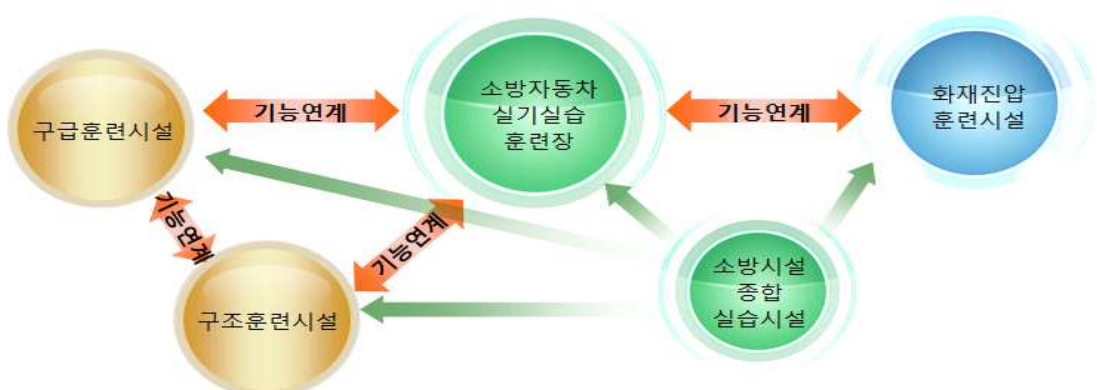 구급훈련시설
기능연계
소방자동차
실기실습
훈련장
기능연계
화재진압
훈련시설
기능연계
기능연계
구조훈련시설
소방시설
종합
실습시설